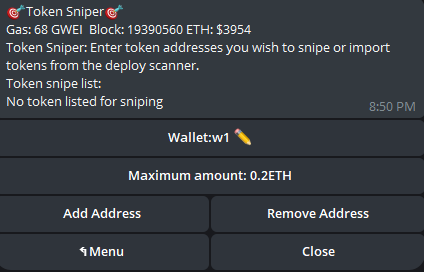 🎯Token Sniper🎯
Gas: 68 GWEI Block: 19390560 ETH: $3954
Token Sniper: Enter token addresses you wish to snipe or import
tokens from the deploy scanner.
Token snipe list:
No token listed for sniping
8:50 PM
Wallet:w1 ✏️
Maximum amount: 0.2ETH
Add Address
Remove Address
↰Menu
Close